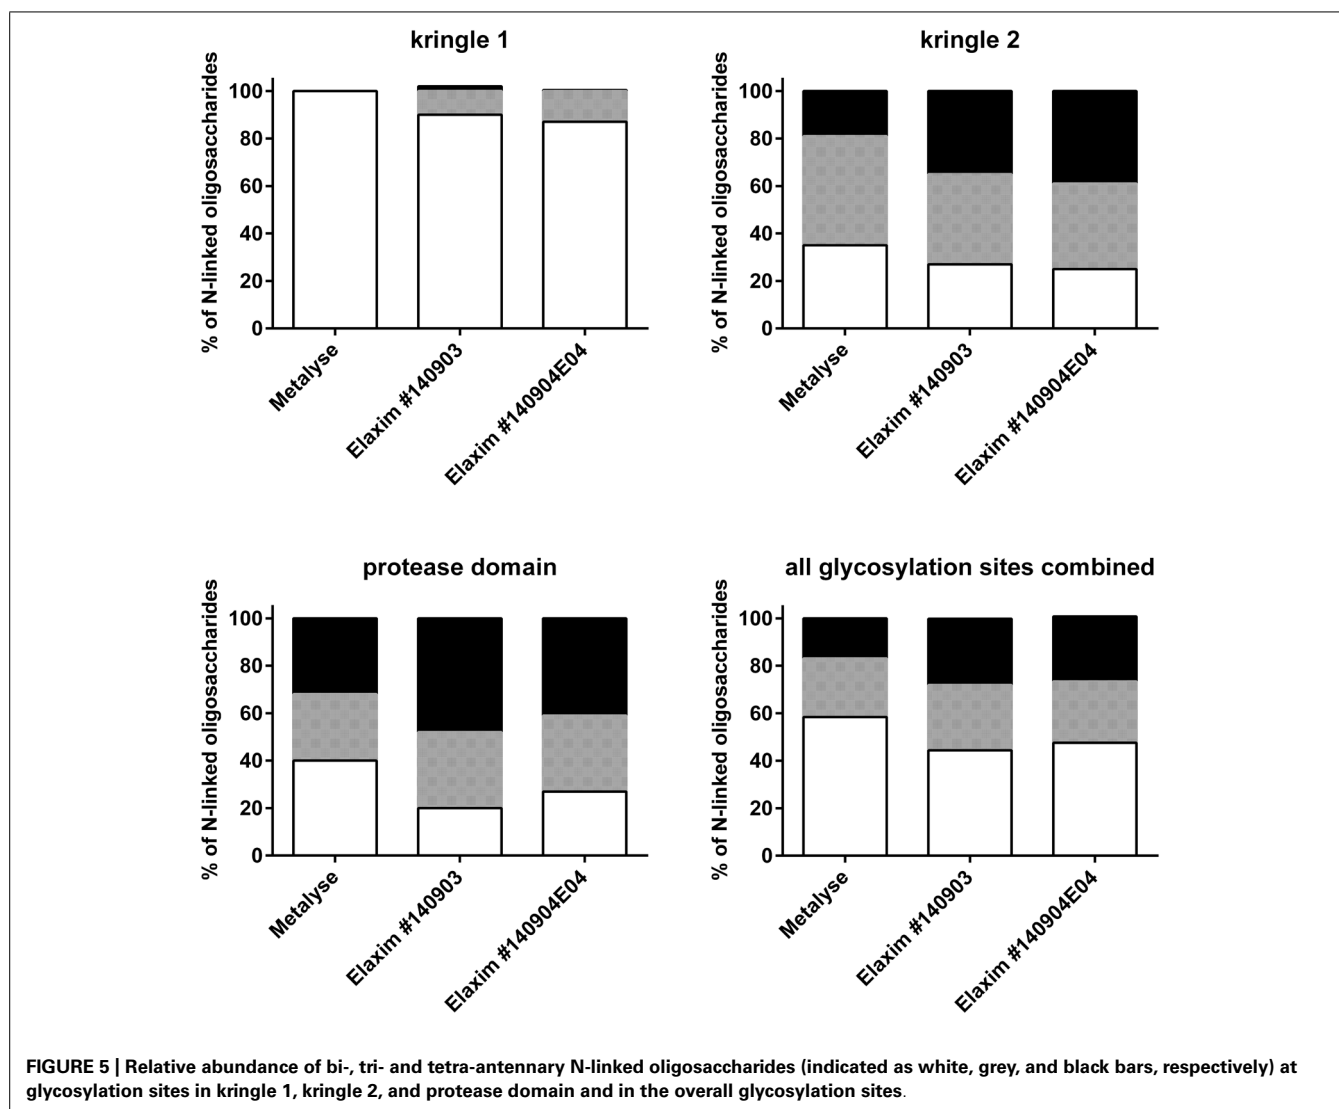 kringle 1
% of N-linked oligosaccharides
100
80
60
40
20
0
Metalyse
Elaxim #140903
Elaxim #140904E04
kringle 2
% of N-linked oligosaccharides
100
80
60
40
20
0
Metalyse
Elaxim #140903
Elaxim #140904E04
protease domain
% of N-linked oligosaccharides
100
80
60
40
20
0
Metalyse
Elaxim #140903
Elaxim #140904E04
all glycosylation sites combined
% of N-linked oligosaccharides
100
80
60
40
20
0
Metalyse
Elaxim #140903
Elaxim #140904E04
FIGURE 5 | Relative abundance of bi-, tri- and tetra-antennary N-linked oligosaccharides (indicated as white, grey, and black bars, respectively) at
glycosylation sites in kringle 1, kringle 2, and protease domain and in the overall glycosylation sites.